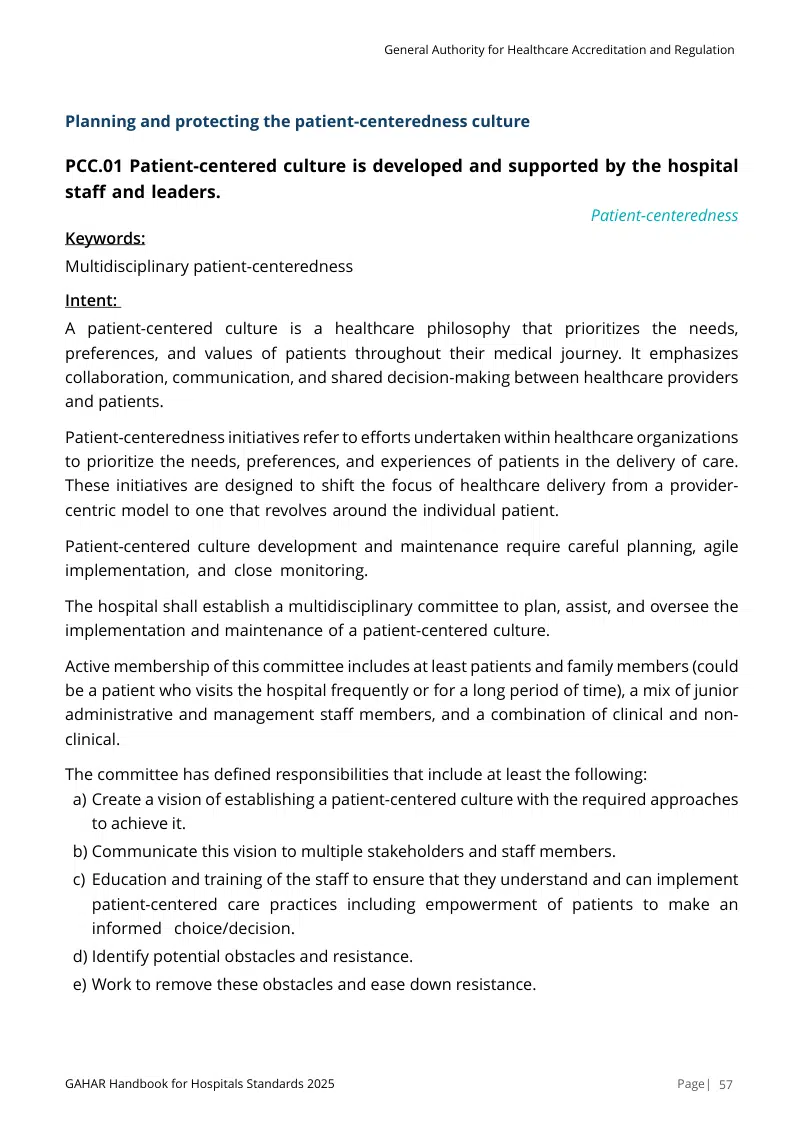 General Authority for Healthcare Accreditation and Regulation
Planning and protecting the patient-centeredness culture
PCC.01 Patient-centered culture is developed and supported by the hospital
staff and leaders.
Patient-centeredness
Keywords:
Multidisciplinary patient-centeredness
Intent:
A patient-centered culture is a healthcare philosophy that prioritizes the needs,
preferences, and values of patients throughout their medical journey. It emphasizes
collaboration, communication, and shared decision-making between healthcare providers
and patients.
Patient-centeredness initiatives refer to efforts undertaken within healthcare organizations
to prioritize the needs, preferences, and experiences of patients in the delivery of care.
These initiatives are designed to shift the focus of healthcare delivery from a provider-
centric model to one that revolves around the individual patient.
Patient-centered culture development and maintenance require careful planning, agile
implementation, and close monitoring.
The hospital shall establish a multidisciplinary committee to plan, assist, and oversee the
implementation and maintenance of a patient-centered culture.
Active membership of this committee includes at least patients and family members (could
be a patient who visits the hospital frequently or for a long period of time), a mix of junior
administrative and management staff members, and a combination of clinical and non-
clinical.
The committee has defined responsibilities that include at least the following:
a) Create a vision of establishing a patient-centered culture with the required approaches
to achieve it.
b) Communicate this vision to multiple stakeholders and staff members.
c) Education and training of the staff to ensure that they understand and can implement
patient-centered care practices including empowerment of patients to make an
informed choice/decision.
d) Identify potential obstacles and resistance.
e) Work to remove these obstacles and ease down resistance.
GAHAR Handbook for Hospitals Standards 2025
Page| 57